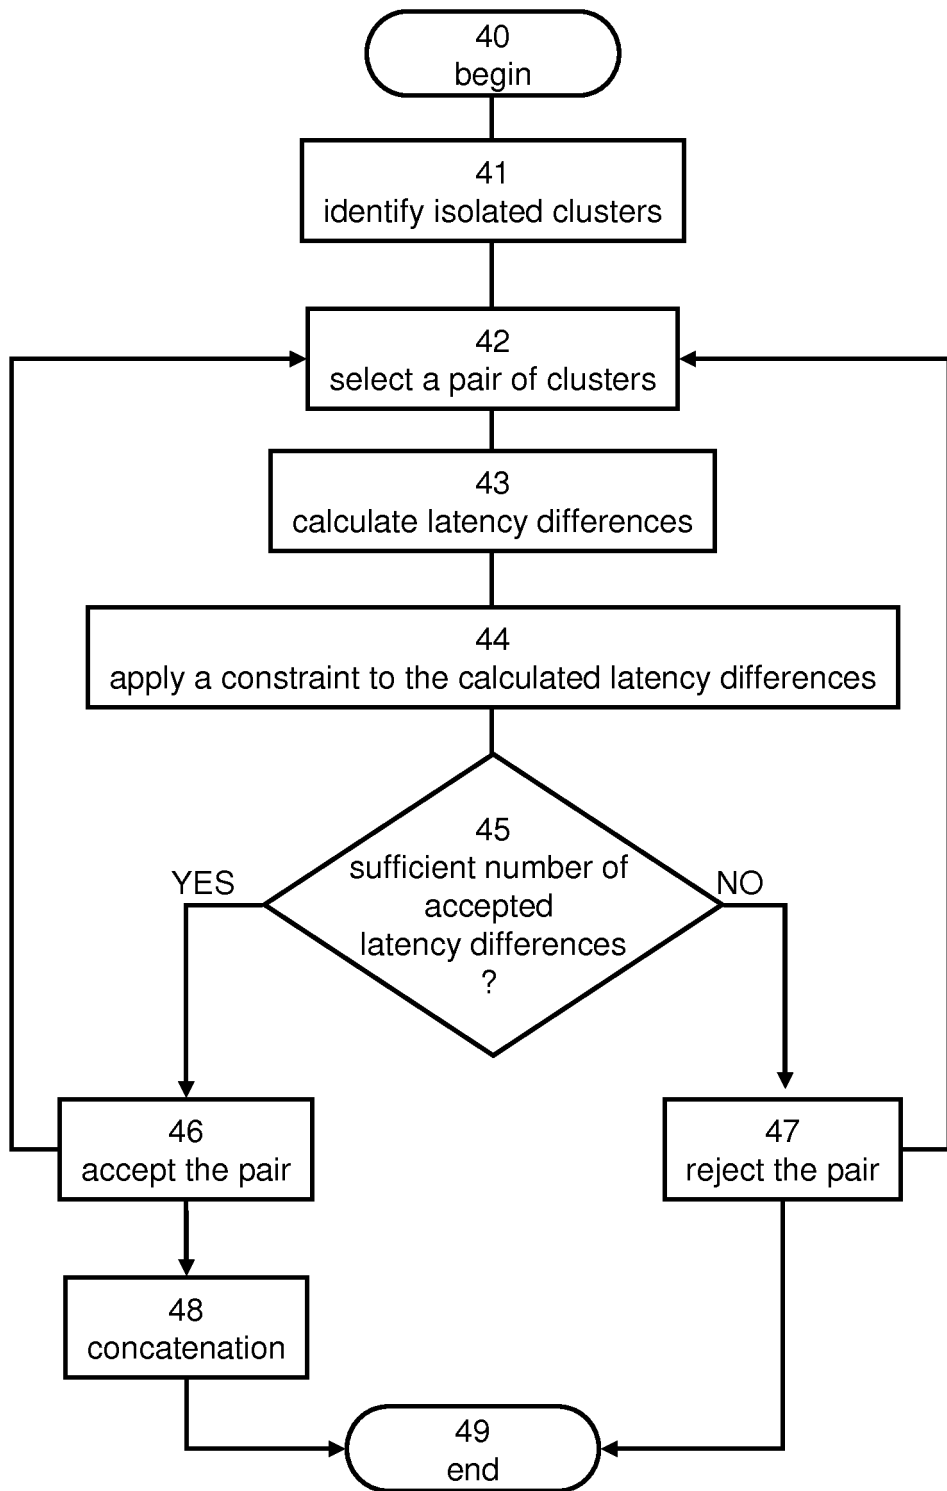 40
begin
41
identify isolated clusters
42
select a pair of clusters
43
calculate latency differences
44
apply a constraint to the calculated latency differences
45
sufficient number of
accepted
latency differences
?
YES
NO
46
accept the pair
47
reject the pair
48
concatenation
49
end